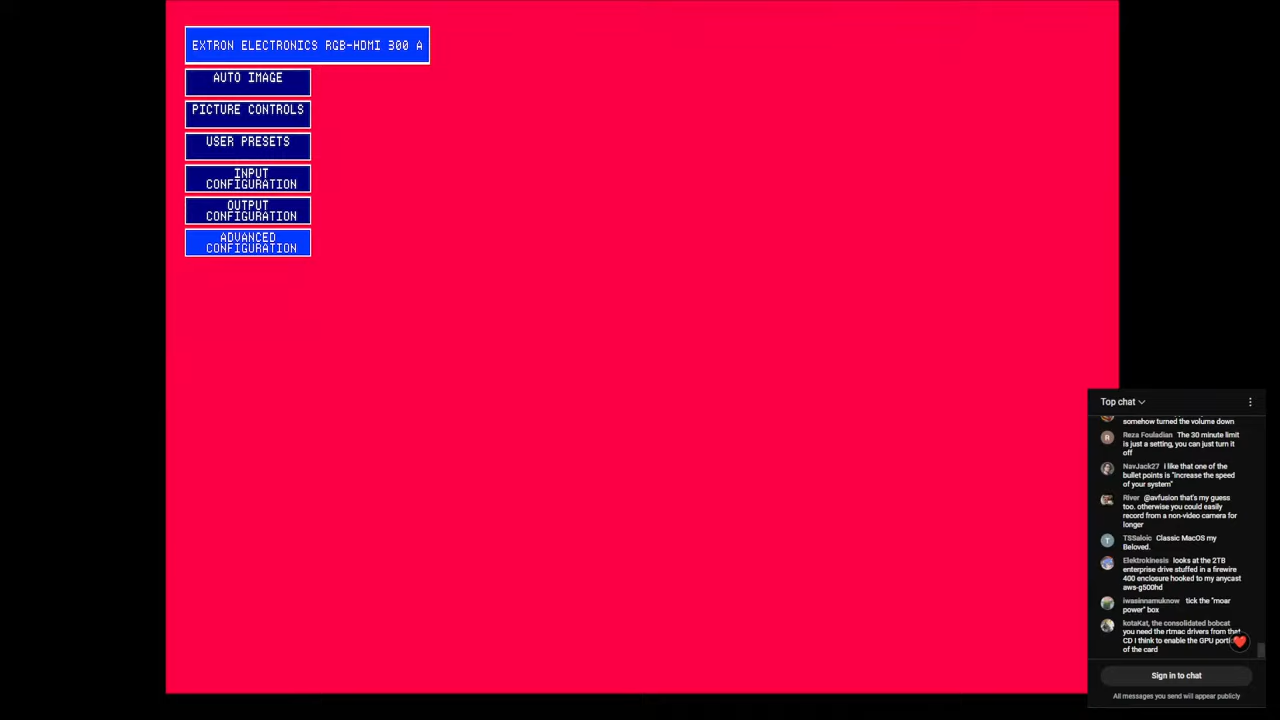 EXTRON ELECTRONICS RGB-HDMI 300 A
AUTO IMAGE
PICTURE CONTROLS
USER PRESETS
INPUT
CONFIGURATION
OUTPUT
CONFIGURATION
ADVANCED
CONFIGURATION
Top chat
somehow turned the volume down
Reza Fouladian The 30 minute limit
is just a setting, you can just turn it
off
NavJack27 i like that one of the
bullet points is "increase the speed
of your system"
River @avfusion that's my guess
too. otherwise you could easily
record from a non-video camera for
longer
TSSaloic Classic MacOS my
Beloved.
Elektrokinesis looks at the 2TB
enterprise drive stuffed in a firewire
400 enclosure hooked to my anycast
aws-g500hd
iwasinnamuknow tick the "moar
power" box
kotaKat, the consolidated bobcat
you need the rtmac drivers from that
CD I think to enable the GPU porti
of the card
Sign in to chat
All messages you send will appear publicly